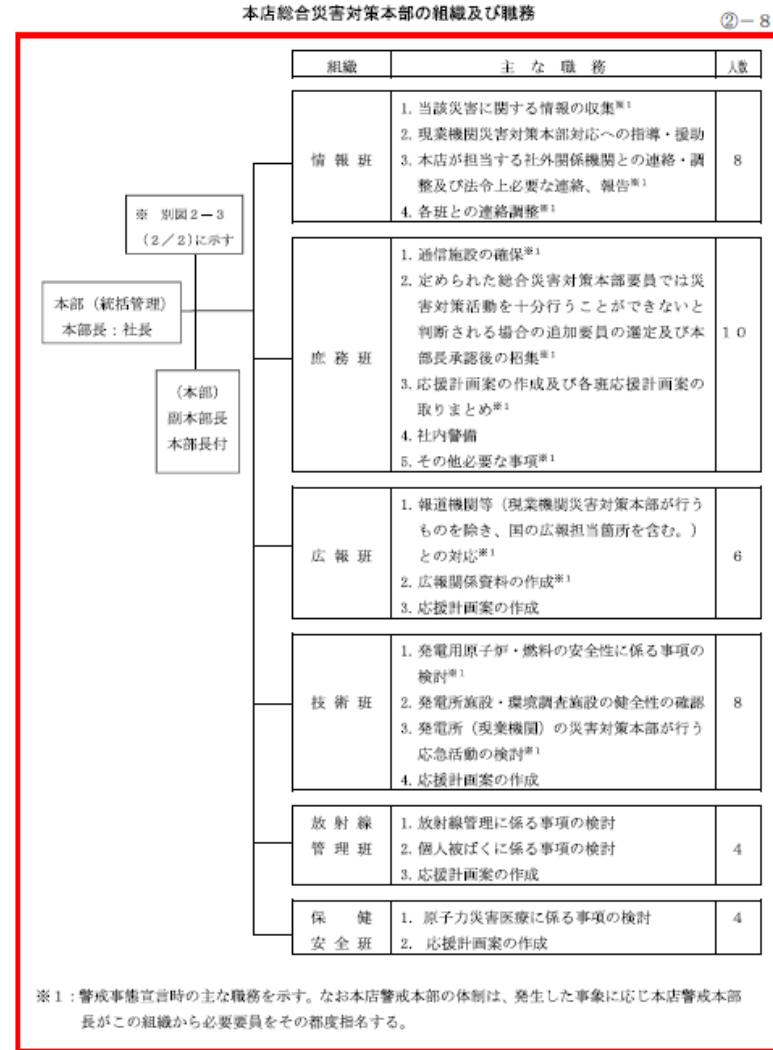 本店総合災害対策本部の組織及び職務
②－8
組織 主な職務 人数
情報班
1. 当該災害に関する情報の収集※1
2. 現業機関災害対策本部対応への指導・援助
3. 本店が担当する社外関係機関との連絡・調
整及び法令上必要な連絡、報告※1
4. 各班との連絡調整※1
8
※ 別図2－3
(2／2)に示す
本部（統括管理）
本部長：社長
(本部)
副本部長
本部長付
庶務班
1. 通信施設の確保※1
2. 定められた総合災害対策本部要員では災
害対策活動を十分行うことができないと
判断される場合の追加要員の選定及び本
部長承認後の招集※1
3. 応援計画案の作成及び各班応援計画案の
取りまとめ※1
4. 社内警備
5. その他必要な事項※1
10
広報班
1. 報道機関等（現業機関災害対策本部が行う
ものを除き、国の広報担当箇所を含む。）
との対応※1
2. 広報関係資料の作成※1
3. 応援計画案の作成
6
技術班
1. 発電用原子炉・燃料の安全性に係る事項の
検討※1
2. 発電所施設・環境調査施設の健全性の確認
3. 発電所（現業機関）の災害対策本部が行う
応急活動の検討※1
4. 応援計画案の作成
8
放射線
管理班
1. 放射線管理に係る事項の検討
2. 個人被ばくに係る事項の検討
3. 応援計画案の作成
4
保健
安全班
1. 原子力災害医療に係る事項の検討
2. 応援計画案の作成
4
※1：警戒事態宣言時の主な職務を示す。なお本店警戒本部の体制は、発生した事象に応じ本店警戒本部
長がこの組織から必要要員をその都度指名する。